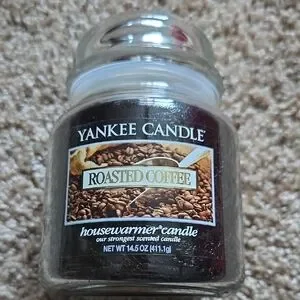 YANKEE CANDLE®
ROASTED COFFEE
housewarmer® candle
our strongest scented candle
NET WT 14.5 OZ (411.1g)